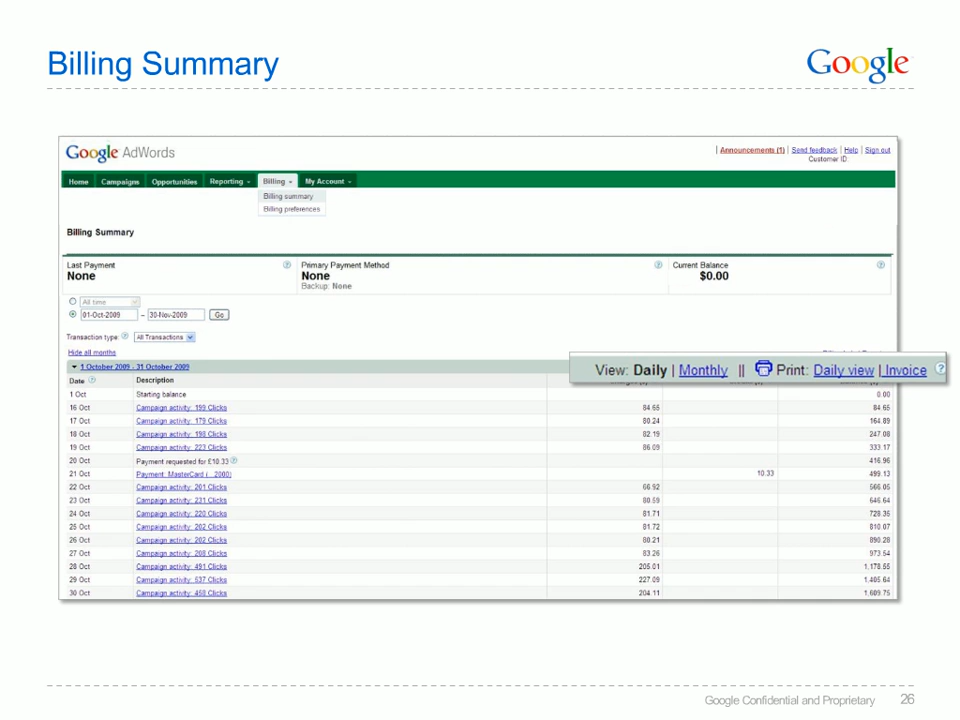 Billing Summary
Google
Google AdWords
| Announcements (1) | Send feedback | Help | Sign out
Customer ID:
Home Campaigns Opportunities Reporting Billing My Account
Billing summary
Billing preferences
Billing Summary
Last Payment ? Primary Payment Method ? Current Balance ?
None None $0.00
Backup: None
All time
01-Oct-2009 – 30-Nov-2009 Go
Transaction type: ? All Transactions
Hide all months
View: Daily | Monthly || Print: Daily view | Invoice ?
1 October 2009 - 31 October 2009
Date ? Description
1 Oct Starting balance 0.00
16 Oct Campaign activity: 199 Clicks 84.65 84.65
17 Oct Campaign activity: 179 Clicks 80.24 164.89
18 Oct Campaign activity: 198 Clicks 82.19 247.08
19 Oct Campaign activity: 223 Clicks 86.09 333.17
20 Oct Payment requested for £10.33 ? 416.96
21 Oct Payment: MasterCard (...2000) 10.33 499.13
22 Oct Campaign activity: 201 Clicks 66.92 566.05
23 Oct Campaign activity: 231 Clicks 80.59 646.64
24 Oct Campaign activity: 220 Clicks 81.71 728.35
25 Oct Campaign activity: 202 Clicks 81.72 810.07
26 Oct Campaign activity: 202 Clicks 80.21 890.28
27 Oct Campaign activity: 208 Clicks 83.26 973.54
28 Oct Campaign activity: 491 Clicks 205.01 1,178.55
29 Oct Campaign activity: 537 Clicks 227.09 1,405.64
30 Oct Campaign activity: 458 Clicks 204.11 1,609.75
Google Confidential and Proprietary 26